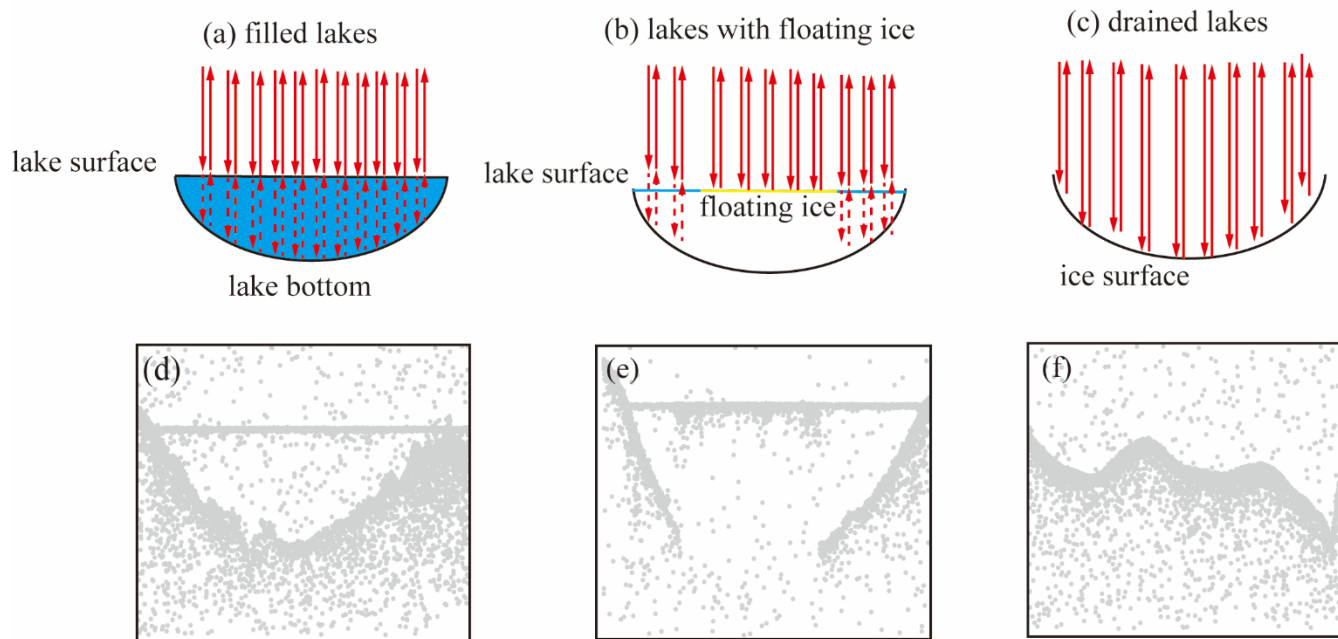 (a) filled lakes
(b) lakes with floating ice
(c) drained lakes
lake surface
lake surface
floating ice
lake bottom
ice surface
(d)
(e)
(f)